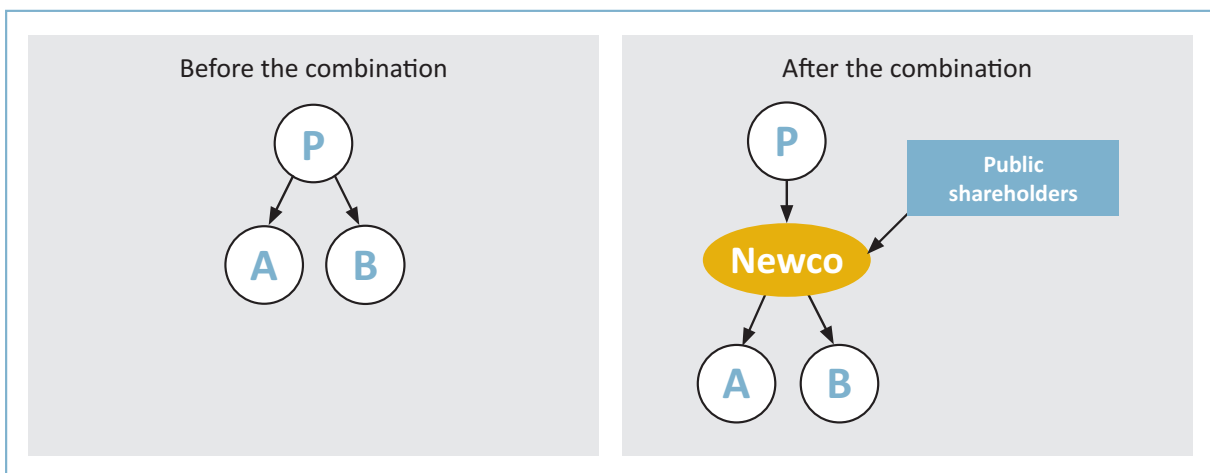 Before the combination
P
A
B
After the combination
P
Public
shareholders
Newco
A
B